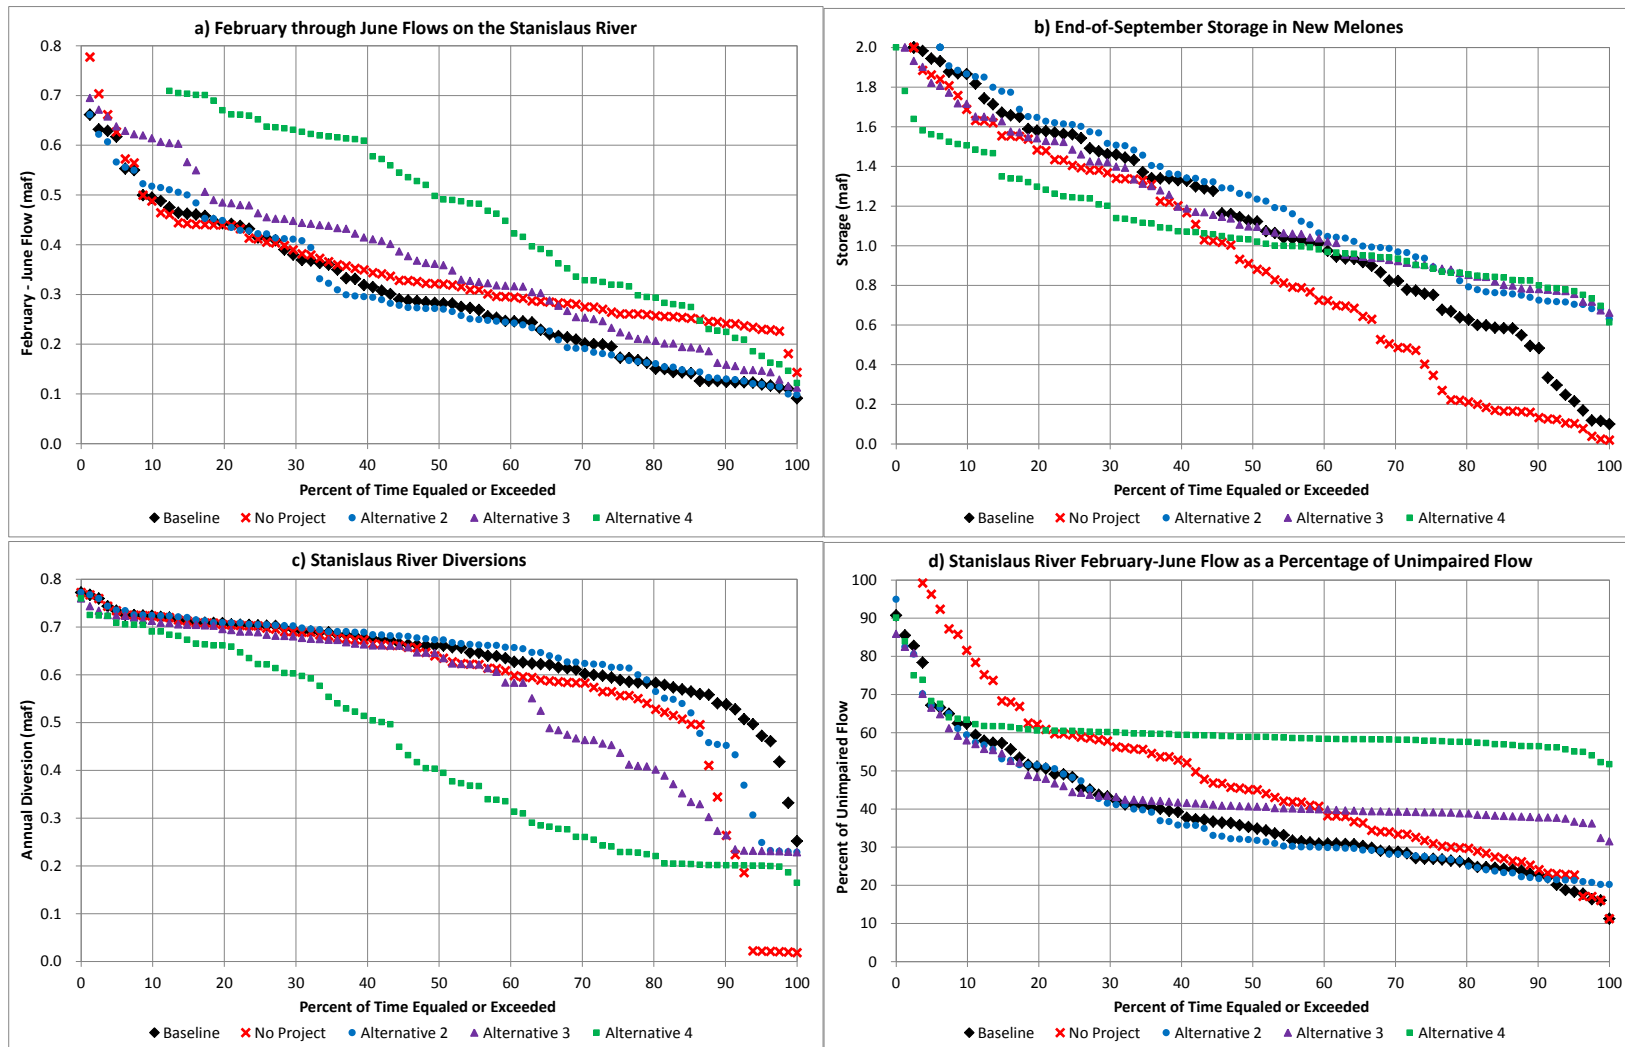 a) February through June Flows on the Stanislaus River
0.8
0.7
0.6
0.5
0.4
0.3
0.2
0.1
0.0
February - June Flow (maf)
0 10 20 30 40 50 60 70 80 90 100
Percent of Time Equaled or Exceeded
Baseline No Project Alternative 2 Alternative 3 Alternative 4
b) End-of-September Storage in New Melones
2.0
1.8
1.6
1.4
1.2
1.0
0.8
0.6
0.4
0.2
0.0
Storage (maf)
0 10 20 30 40 50 60 70 80 90 100
Percent of Time Equaled or Exceeded
Baseline No Project Alternative 2 Alternative 3 Alternative 4
c) Stanislaus River Diversions
0.8
0.7
0.6
0.5
0.4
0.3
0.2
0.1
0.0
Annual Diversion (maf)
0 10 20 30 40 50 60 70 80 90 100
Percent of Time Equaled or Exceeded
Baseline No Project Alternative 2 Alternative 3 Alternative 4
d) Stanislaus River February-June Flow as a Percentage of Unimpaired Flow
100
90
80
70
60
50
40
30
20
10
0
Percent of Unimpaired Flow
0 10 20 30 40 50 60 70 80 90 100
Percent of Time Equaled or Exceeded
Baseline No Project Alternative 2 Alternative 3 Alternative 4